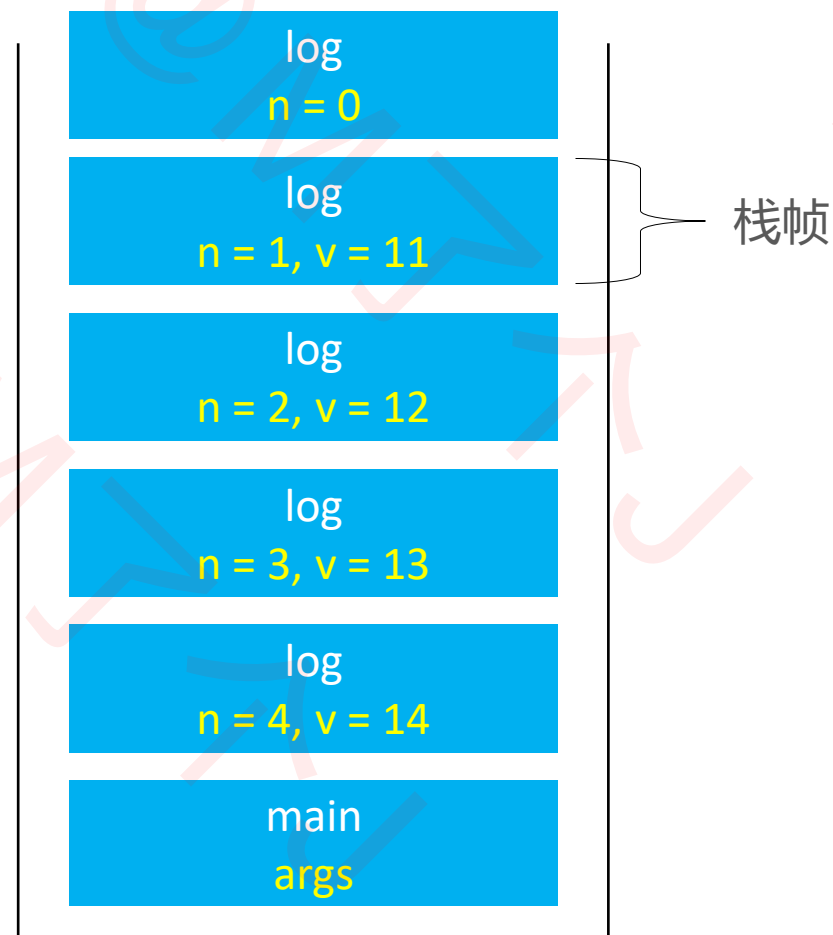 log
n = 0
log
n = 1, v = 11
栈帧
log
n = 2, v = 12
log
n = 3, v = 13
log
n = 4, v = 14
main
args